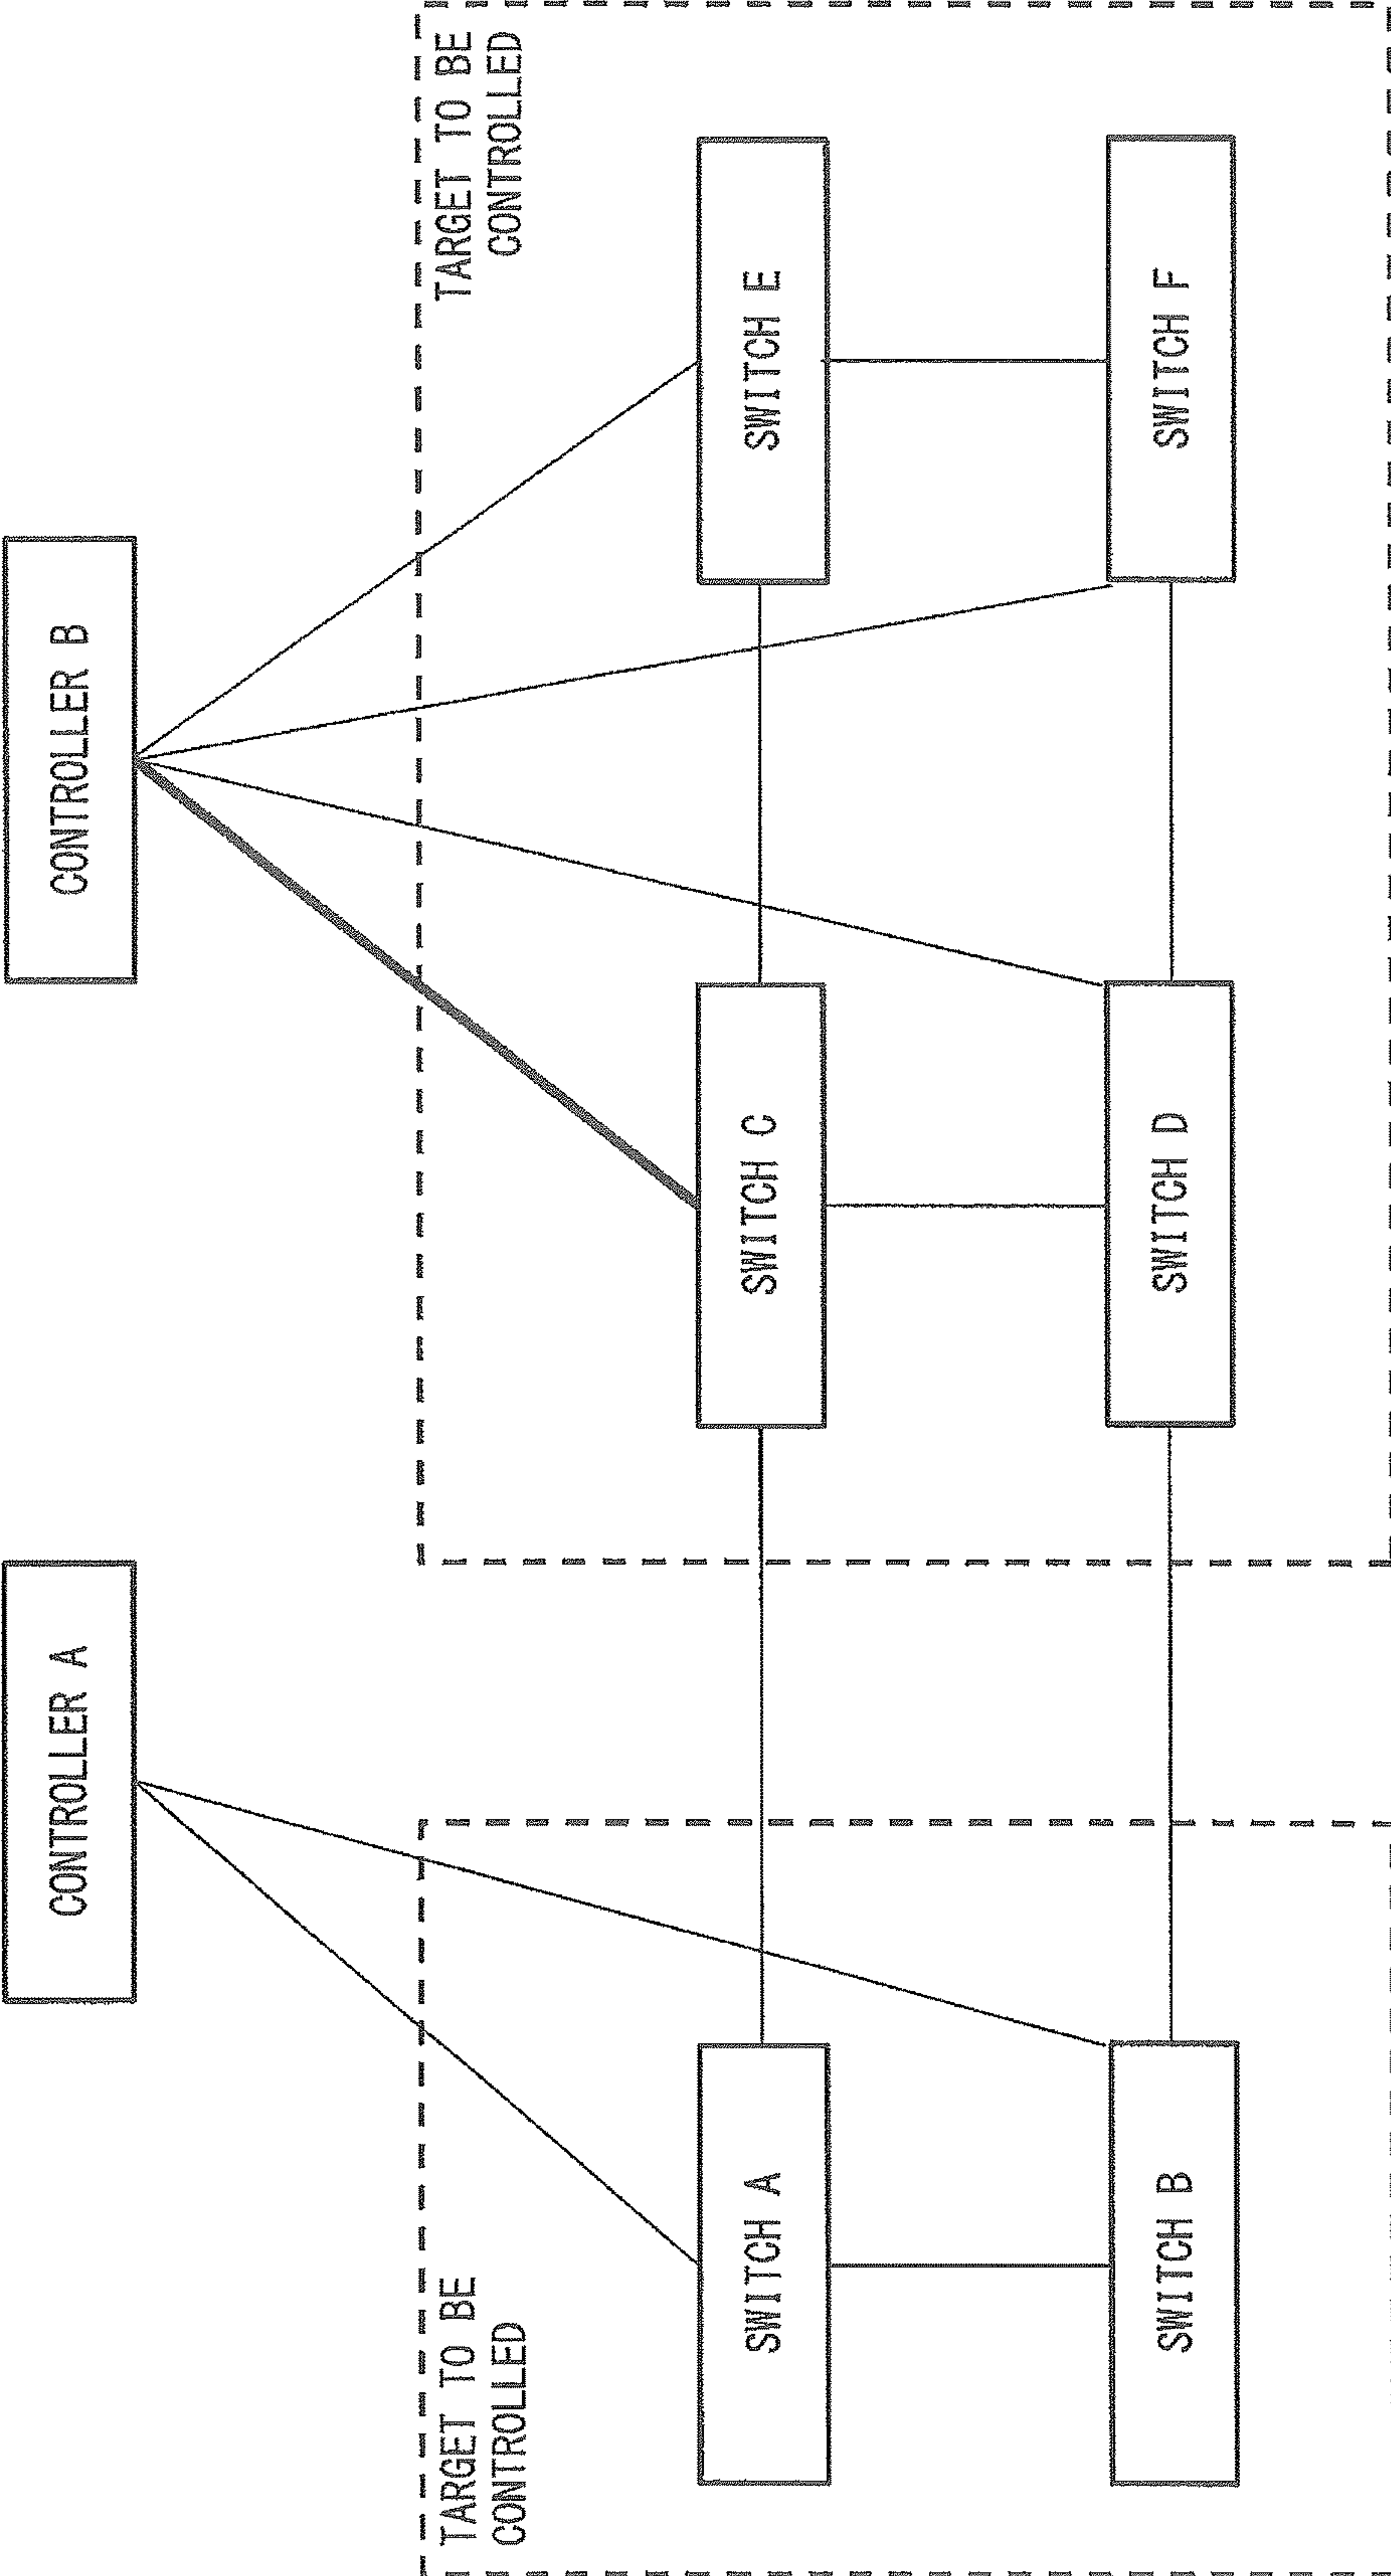 CONTROLLER A
CONTROLLER B
TARGET TO BE
CONTROLLED
TARGET TO BE
CONTROLLED
SWITCH A
SWITCH C
SWITCH E
SWITCH B
SWITCH D
SWITCH F